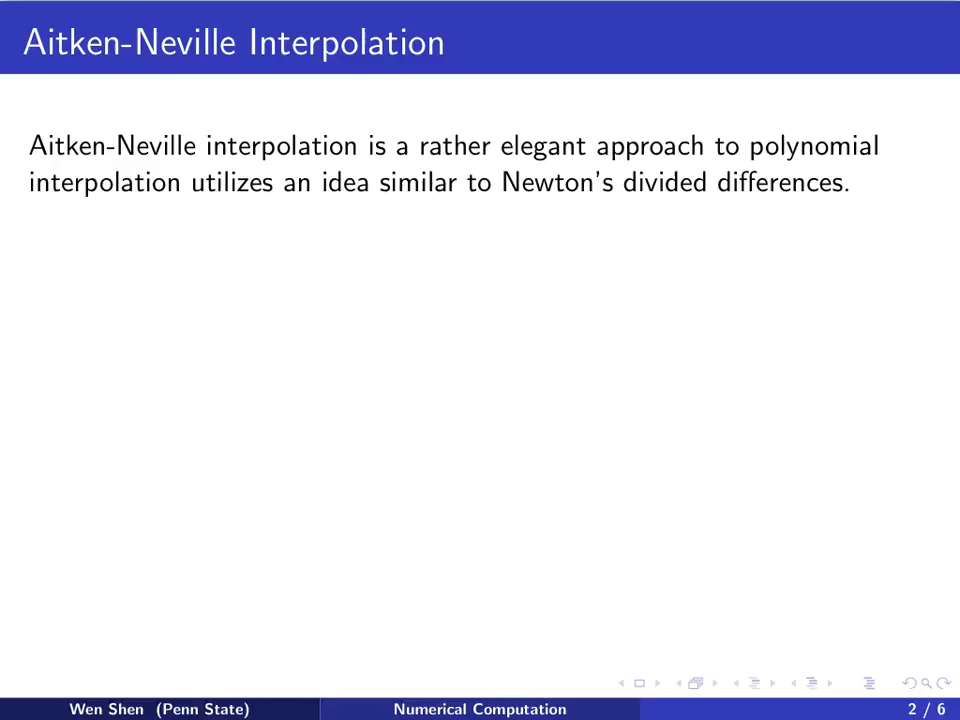 Aitken-Neville Interpolation
Aitken-Neville interpolation is a rather elegant approach to polynomial
interpolation utilizes an idea similar to Newton's divided differences.
Wen Shen (Penn State)
Numerical Computation
2 / 6